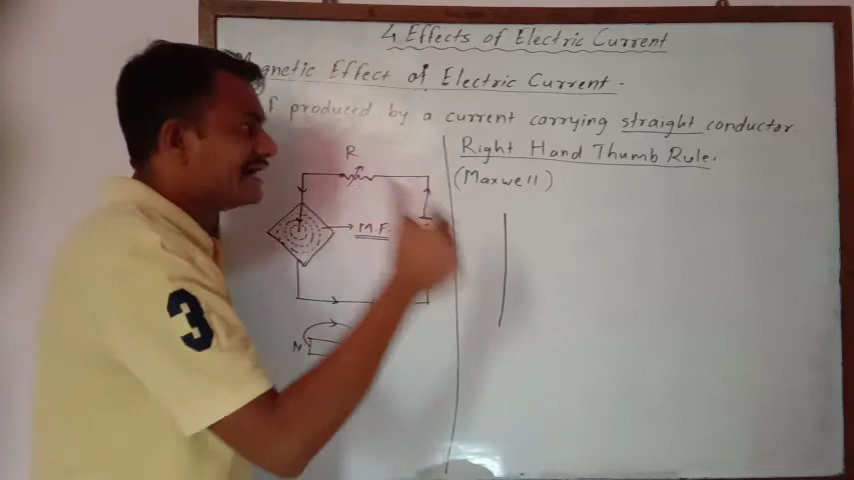 4. Effects of Electric Current
Magnetic Effect of Electric Current -
F. produced by a current carrying straight conductor.
Right Hand Thumb Rule.
(Maxwell)
R
M.F.
N
3